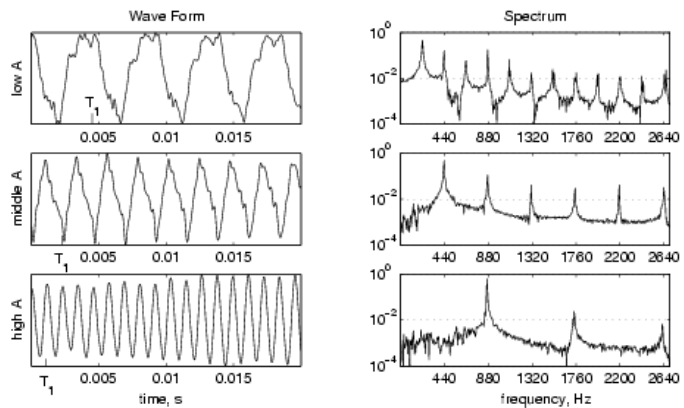 Wave Form
Spectrum
low A
T1
0.005 0.01 0.015
10^0
10^-2
10^-4
440 880 1320 1760 2200 2640
middle A
T1
0.005 0.01 0.015
10^0
10^-2
10^-4
440 880 1320 1760 2200 2640
high A
T1
0.005 0.01 0.015
10^0
10^-2
10^-4
440 880 1320 1760 2200 2640
time, s
frequency, Hz